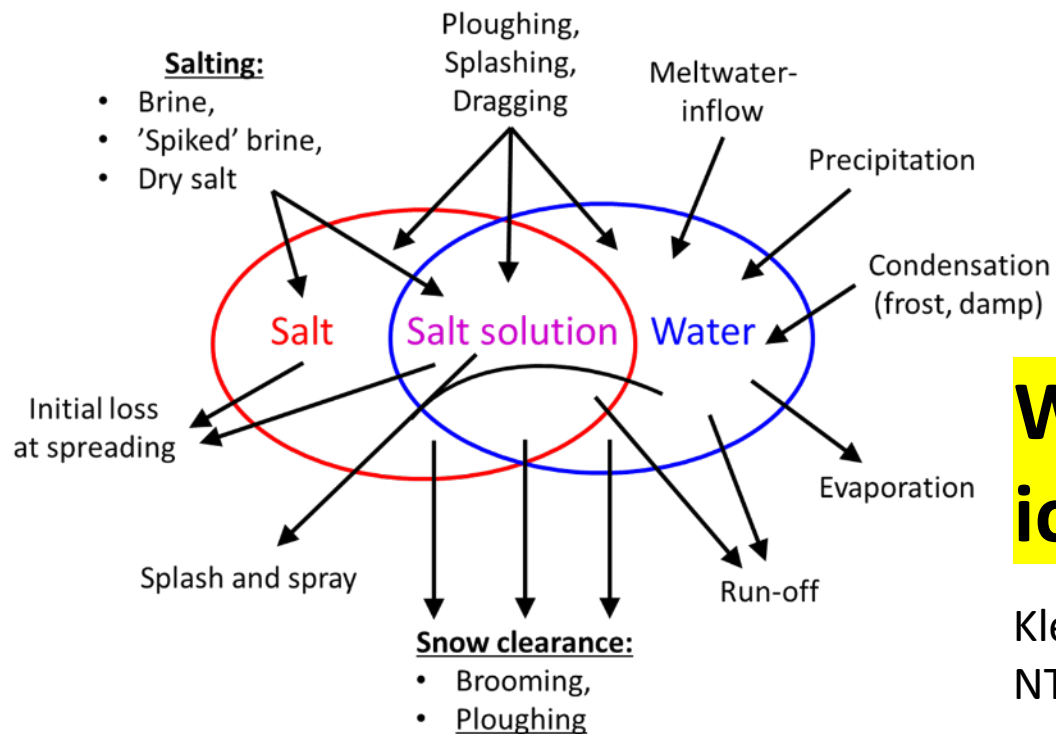 Salting:
• Brine,
• ’Spiked’ brine,
• Dry salt
Ploughing,
Splashing,
Dragging
Meltwater-
inflow
Precipitation
Condensation
(frost, damp)
Salt
Salt solution
Water
Initial loss
at spreading
Evaporation
Splash and spray
Run-off
Snow clearance:
• Brooming,
• Ploughing